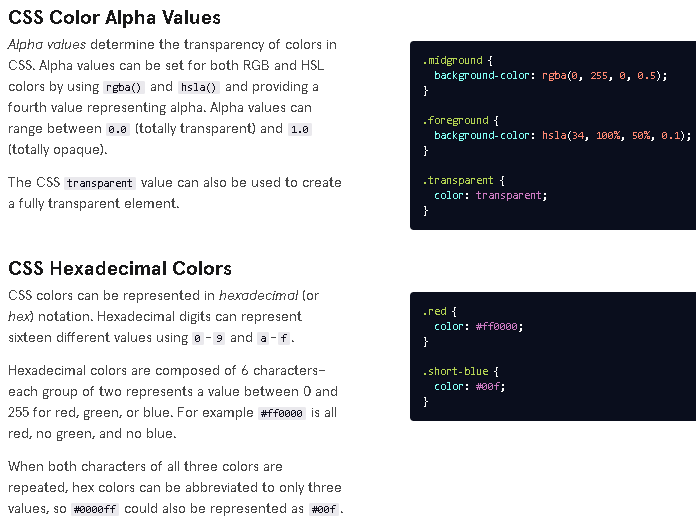 CSS Color Alpha Values
Alpha values determine the transparency of colors in
CSS. Alpha values can be set for both RGB and HSL
colors by using rgba() and hsla() and providing a
fourth value representing alpha. Alpha values can
range between 0.0 (totally transparent) and 1.0
(totally opaque).
The CSS transparent value can also be used to create
a fully transparent element.
.midground {
  background-color: rgba(0, 255, 0, 0.5);
}
.foreground {
  background-color: hsla(34, 100%, 50%, 0.1);
}
.transparent {
  color: transparent;
}
CSS Hexadecimal Colors
CSS colors can be represented in hexadecimal (or
hex) notation. Hexadecimal digits can represent
sixteen different values using 0-9 and a-f.
Hexadecimal colors are composed of 6 characters–
each group of two represents a value between 0 and
255 for red, green, or blue. For example #ff0000 is all
red, no green, and no blue.
When both characters of all three colors are
repeated, hex colors can be abbreviated to only three
values, so #0000ff could also be represented as #00f.
.red {
  color: #ff0000;
}
.short-blue {
  color: #00f;
}